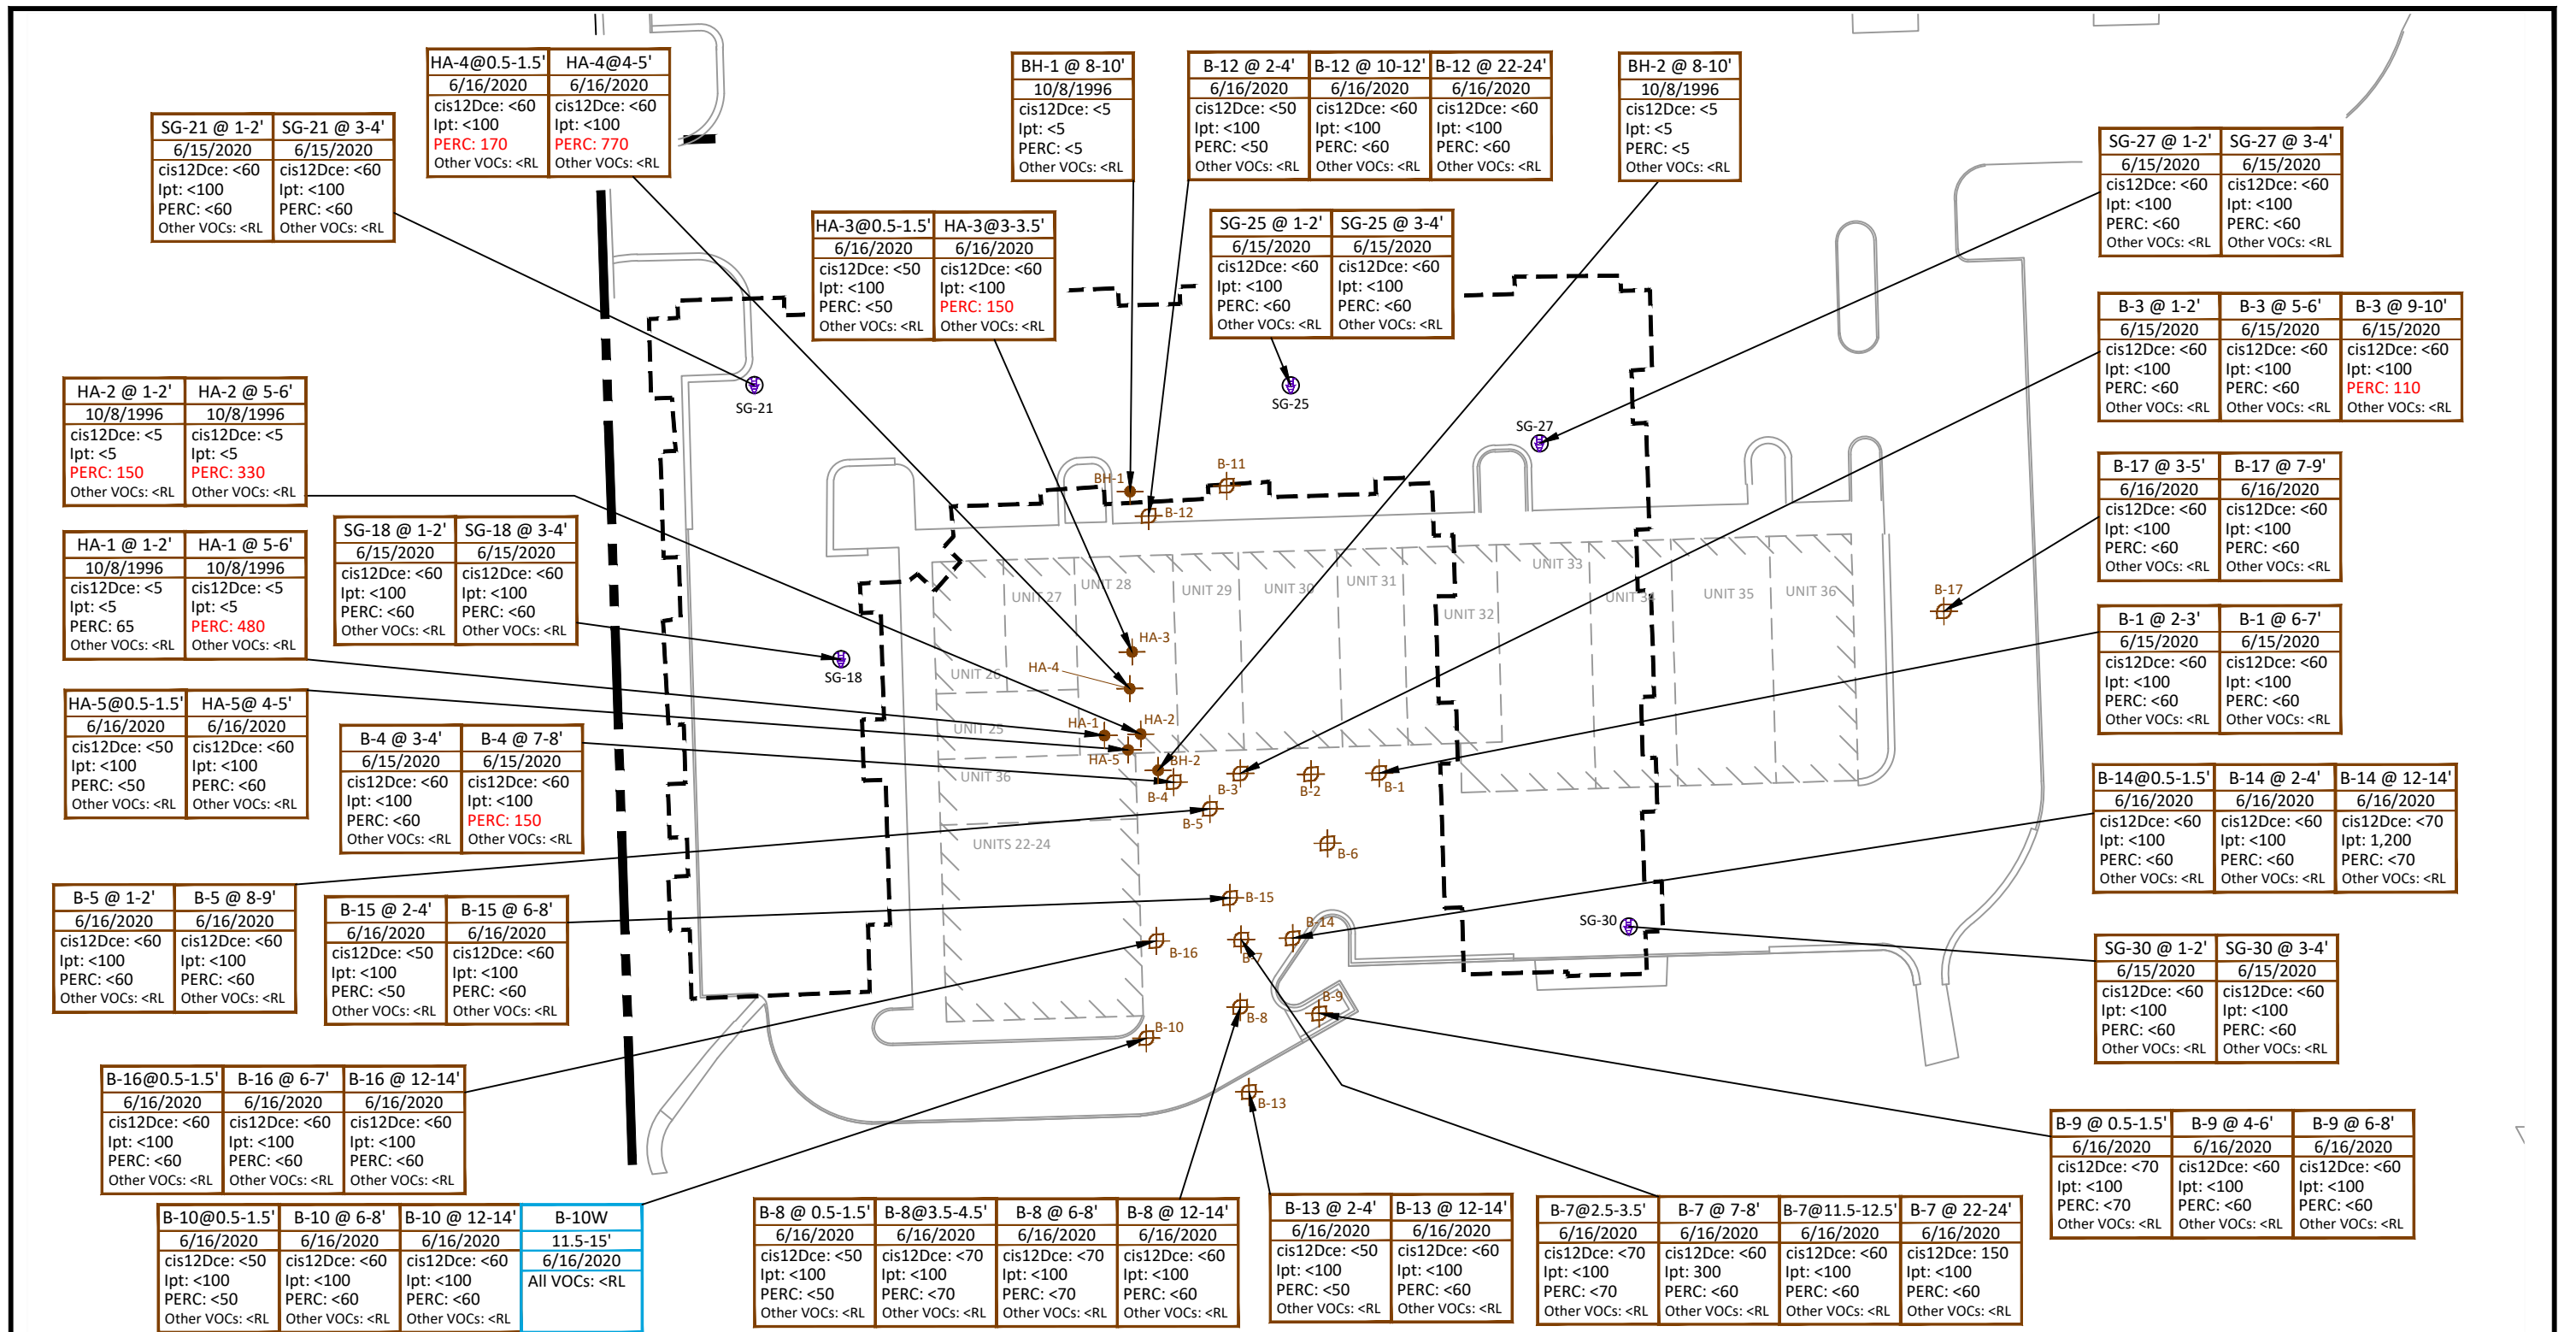 HA-4@0.5-1.5' HA-4@4-5'
6/16/2020 6/16/2020
cis12Dce: <60 cis12Dce: <60
Ipt: <100 Ipt: <100
PERC: 170 PERC: 770
Other VOCs: <RL Other VOCs: <RL
BH-1 @ 8-10'
10/8/1996
cis12Dce: <5
Ipt: <5
PERC: <5
Other VOCs: <RL
B-12 @ 2-4' B-12 @ 10-12' B-12 @ 22-24'
6/16/2020 6/16/2020 6/16/2020
cis12Dce: <50 cis12Dce: <60 cis12Dce: <60
Ipt: <100 Ipt: <100 Ipt: <100
PERC: <50 PERC: <60 PERC: <60
Other VOCs: <RL Other VOCs: <RL Other VOCs: <RL
BH-2 @ 8-10'
10/8/1996
cis12Dce: <5
Ipt: <5
PERC: <5
Other VOCs: <RL
SG-21 @ 1-2' SG-21 @ 3-4'
6/15/2020 6/15/2020
cis12Dce: <60 cis12Dce: <60
Ipt: <100 Ipt: <100
PERC: <60 PERC: <60
Other VOCs: <RL Other VOCs: <RL
SG-27 @ 1-2' SG-27 @ 3-4'
6/15/2020 6/15/2020
cis12Dce: <60 cis12Dce: <60
Ipt: <100 Ipt: <100
PERC: <60 PERC: <60
Other VOCs: <RL Other VOCs: <RL
HA-3@0.5-1.5' HA-3@3-3.5'
6/16/2020 6/16/2020
cis12Dce: <50 cis12Dce: <60
Ipt: <100 Ipt: <100
PERC: <50 PERC: 150
Other VOCs: <RL Other VOCs: <RL
SG-25 @ 1-2' SG-25 @ 3-4'
6/15/2020 6/15/2020
cis12Dce: <60 cis12Dce: <60
Ipt: <100 Ipt: <100
PERC: <60 PERC: <60
Other VOCs: <RL Other VOCs: <RL
B-3 @ 1-2' B-3 @ 5-6' B-3 @ 9-10'
6/15/2020 6/15/2020 6/15/2020
cis12Dce: <60 cis12Dce: <60 cis12Dce: <60
Ipt: <100 Ipt: <100 Ipt: <100
PERC: <60 PERC: <60 PERC: 110
Other VOCs: <RL Other VOCs: <RL Other VOCs: <RL
HA-2 @ 1-2' HA-2 @ 5-6'
10/8/1996 10/8/1996
cis12Dce: <5 cis12Dce: <5
Ipt: <5 Ipt: <5
PERC: 150 PERC: 330
Other VOCs: <RL Other VOCs: <RL
SG-21
SG-25
SG-27
B-17 @ 3-5' B-17 @ 7-9'
6/16/2020 6/16/2020
cis12Dce: <60 cis12Dce: <60
Ipt: <100 Ipt: <100
PERC: <60 PERC: <60
Other VOCs: <RL Other VOCs: <RL
BH-1
B-11
B-12
HA-1 @ 1-2' HA-1 @ 5-6'
10/8/1996 10/8/1996
cis12Dce: <5 cis12Dce: <5
Ipt: <5 Ipt: <5
PERC: 65 PERC: 480
Other VOCs: <RL Other VOCs: <RL
SG-18 @ 1-2' SG-18 @ 3-4'
6/15/2020 6/15/2020
cis12Dce: <60 cis12Dce: <60
Ipt: <100 Ipt: <100
PERC: <60 PERC: <60
Other VOCs: <RL Other VOCs: <RL
UNIT 27
UNIT 28
UNIT 29
UNIT 30
UNIT 31
UNIT 32
UNIT 33
UNIT 34
UNIT 35
UNIT 36
B-17
B-1 @ 2-3' B-1 @ 6-7'
6/15/2020 6/15/2020
cis12Dce: <60 cis12Dce: <60
Ipt: <100 Ipt: <100
PERC: <60 PERC: <60
Other VOCs: <RL Other VOCs: <RL
HA-3
HA-4
SG-18
UNIT 26
HA-5@0.5-1.5' HA-5@ 4-5'
6/16/2020 6/16/2020
cis12Dce: <50 cis12Dce: <60
Ipt: <100 Ipt: <100
PERC: <50 PERC: <60
Other VOCs: <RL Other VOCs: <RL
B-4 @ 3-4' B-4 @ 7-8'
6/15/2020 6/15/2020
cis12Dce: <60 cis12Dce: <60
Ipt: <100 Ipt: <100
PERC: <60 PERC: 150
Other VOCs: <RL Other VOCs: <RL
UNIT 25
HA-1
HA-2
HA-5
BH-2
UNIT 36
B-4
B-3
B-2
B-1
B-5
UNITS 22-24
B-6
B-14@0.5-1.5' B-14 @ 2-4' B-14 @ 12-14'
6/16/2020 6/16/2020 6/16/2020
cis12Dce: <60 cis12Dce: <60 cis12Dce: <70
Ipt: <100 Ipt: <100 Ipt: 1,200
PERC: <60 PERC: <60 PERC: <70
Other VOCs: <RL Other VOCs: <RL Other VOCs: <RL
B-5 @ 1-2' B-5 @ 8-9'
6/16/2020 6/16/2020
cis12Dce: <60 cis12Dce: <60
Ipt: <100 Ipt: <100
PERC: <60 PERC: <60
Other VOCs: <RL Other VOCs: <RL
B-15 @ 2-4' B-15 @ 6-8'
6/16/2020 6/16/2020
cis12Dce: <50 cis12Dce: <60
Ipt: <100 Ipt: <100
PERC: <50 PERC: <60
Other VOCs: <RL Other VOCs: <RL
B-15
B-14
SG-30
B-16
B-7
SG-30 @ 1-2' SG-30 @ 3-4'
6/15/2020 6/15/2020
cis12Dce: <60 cis12Dce: <60
Ipt: <100 Ipt: <100
PERC: <60 PERC: <60
Other VOCs: <RL Other VOCs: <RL
B-9
B-8
B-10
B-13
B-16@0.5-1.5' B-16 @ 6-7' B-16 @ 12-14'
6/16/2020 6/16/2020 6/16/2020
cis12Dce: <60 cis12Dce: <60 cis12Dce: <60
Ipt: <100 Ipt: <100 Ipt: <100
PERC: <60 PERC: <60 PERC: <60
Other VOCs: <RL Other VOCs: <RL Other VOCs: <RL
B-9 @ 0.5-1.5' B-9 @ 4-6' B-9 @ 6-8'
6/16/2020 6/16/2020 6/16/2020
cis12Dce: <70 cis12Dce: <60 cis12Dce: <60
Ipt: <100 Ipt: <100 Ipt: <100
PERC: <70 PERC: <60 PERC: <60
Other VOCs: <RL Other VOCs: <RL Other VOCs: <RL
B-10@0.5-1.5' B-10 @ 6-8' B-10 @ 12-14' B-10W
6/16/2020 6/16/2020 6/16/2020 11.5-15'
cis12Dce: <50 cis12Dce: <60 cis12Dce: <60 6/16/2020
Ipt: <100 Ipt: <100 Ipt: <100 All VOCs: <RL
PERC: <50 PERC: <60 PERC: <60
Other VOCs: <RL Other VOCs: <RL Other VOCs: <RL
B-8 @ 0.5-1.5' B-8@3.5-4.5' B-8 @ 6-8' B-8 @ 12-14'
6/16/2020 6/16/2020 6/16/2020 6/16/2020
cis12Dce: <50 cis12Dce: <70 cis12Dce: <70 cis12Dce: <60
Ipt: <100 Ipt: <100 Ipt: <100 Ipt: <100
PERC: <50 PERC: <70 PERC: <70 PERC: <60
Other VOCs: <RL Other VOCs: <RL Other VOCs: <RL Other VOCs: <RL
B-13 @ 2-4' B-13 @ 12-14'
6/16/2020 6/16/2020
cis12Dce: <50 cis12Dce: <60
Ipt: <100 Ipt: <100
PERC: <50 PERC: <60
Other VOCs: <RL Other VOCs: <RL
B-7@2.5-3.5' B-7 @ 7-8' B-7@11.5-12.5' B-7 @ 22-24'
6/16/2020 6/16/2020 6/16/2020 6/16/2020
cis12Dce: <70 cis12Dce: <60 cis12Dce: <60 cis12Dce: 150
Ipt: <100 Ipt: 300 Ipt: <100 Ipt: <100
PERC: <70 PERC: <60 PERC: <60 PERC: <60
Other VOCs: <RL Other VOCs: <RL Other VOCs: <RL Other VOCs: <RL